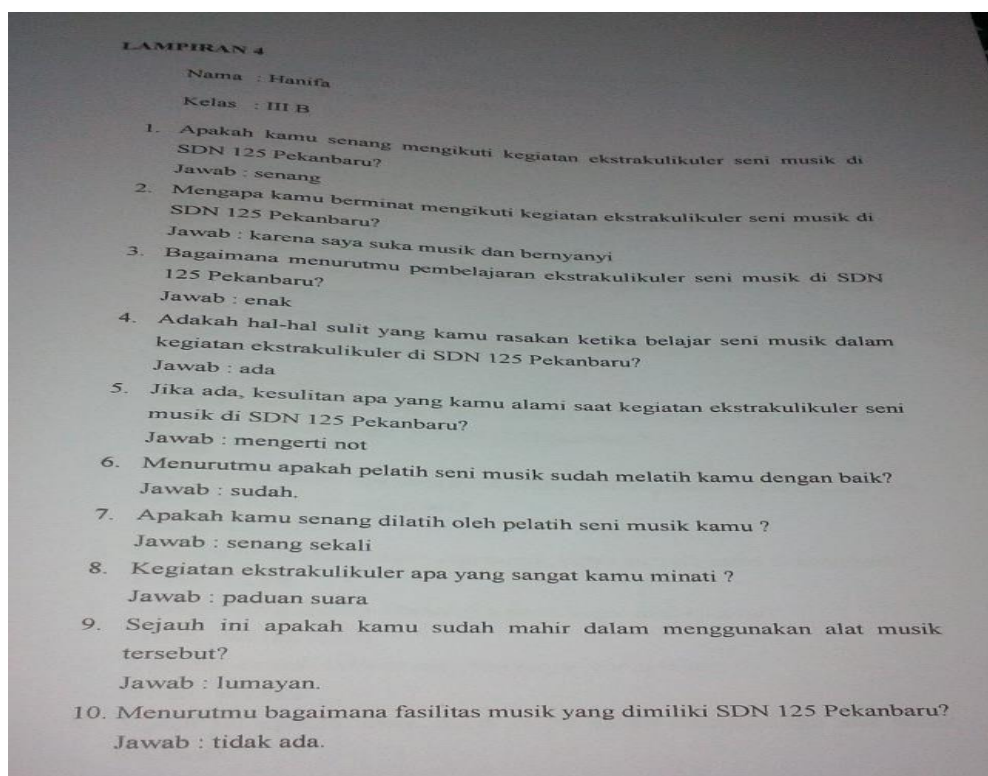 LAMPIRAN 4
Nama : Hanifa
Kelas : III B
1. Apakah kamu senang mengikuti kegiatan ekstrakulikuler seni musik di
SDN 125 Pekanbaru?
Jawab : senang
2. Mengapa kamu berminat mengikuti kegiatan ekstrakulikuler seni musik di
SDN 125 Pekanbaru?
Jawab : karena saya suka musik dan bernyanyi
3. Bagaimana menurutmu pembelajaran ekstrakulikuler seni musik di SDN
125 Pekanbaru?
Jawab : enak
4. Adakah hal-hal sulit yang kamu rasakan ketika belajar seni musik dalam
kegiatan ekstrakulikuler di SDN 125 Pekanbaru?
Jawab : ada
5. Jika ada, kesulitan apa yang kamu alami saat kegiatan ekstrakulikuler seni
musik di SDN 125 Pekanbaru?
Jawab : mengerti not
6. Menurutmu apakah pelatih seni musik sudah melatih kamu dengan baik?
Jawab : sudah.
7. Apakah kamu senang dilatih oleh pelatih seni musik kamu ?
Jawab : senang sekali
8. Kegiatan ekstrakulikuler apa yang sangat kamu minati ?
Jawab : paduan suara
9. Sejauh ini apakah kamu sudah mahir dalam menggunakan alat musik
tersebut?
Jawab : lumayan.
10. Menurutmu bagaimana fasilitas musik yang dimiliki SDN 125 Pekanbaru?
Jawab : tidak ada.